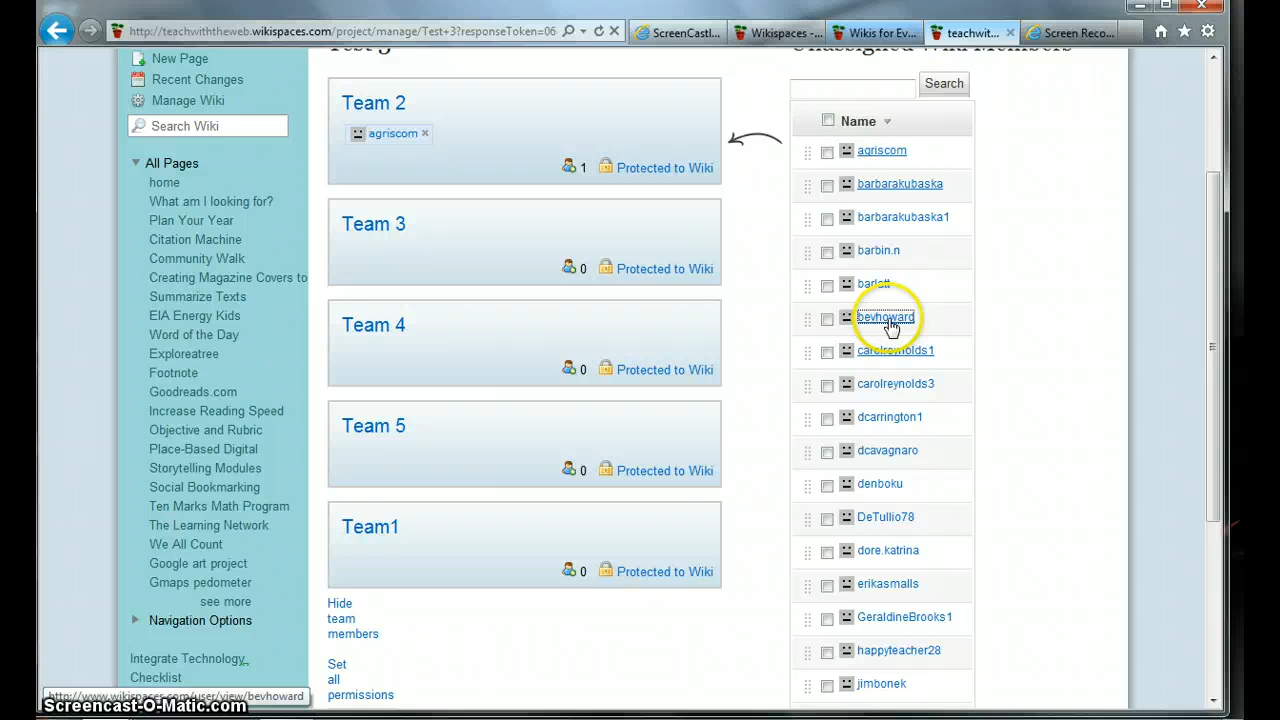 http://teachwiththeweb.wikispaces.com/project/manage/Test+3?responseToken=06
ScreenCastl...
Wikispaces -...
Wikis for Ev...
teachwit...
Screen Reco...
New Page
Recent Changes
Manage Wiki
Search Wiki
All Pages
home
What am I looking for?
Plan Your Year
Citation Machine
Community Walk
Creating Magazine Covers to
Summarize Texts
EIA Energy Kids
Word of the Day
Exploreatree
Footnote
Goodreads.com
Increase Reading Speed
Objective and Rubric
Place-Based Digital
Storytelling Modules
Social Bookmarking
Ten Marks Math Program
The Learning Network
We All Count
Google art project
Gmaps pedometer
see more
Navigation Options
Integrate Technology
Checklist
http://www.wikispaces.com/user/view/bevhoward
Screencast-O-Matic.com
Team 2
agriscom
1 Protected to Wiki
Team 3
0 Protected to Wiki
Team 4
0 Protected to Wiki
Team 5
0 Protected to Wiki
Team1
0 Protected to Wiki
Hide
team
members
Set
all
permissions
Unassigned Wiki Members
Search
Name
agriscom
barbarakubaska
barbarakubaska1
barbin.n
bevhoward
carolreynolds1
carolreynolds3
dcarrington1
dcavagnaro
denboku
DeTullio78
dore.katrina
erikasmalls
GeraldineBrooks1
happyteacher28
jimbonek